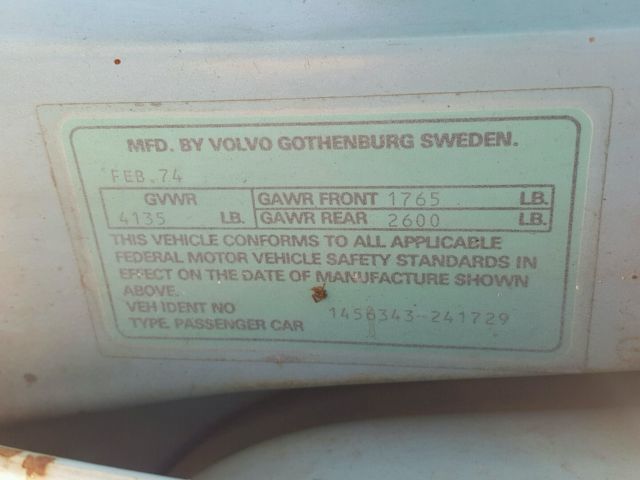 MFD. BY VOLVO GOTHENBURG SWEDEN.
FEB.74
GVWR GAWR FRONT 1765 LB.
4135 LB. GAWR REAR 2600 LB.
THIS VEHICLE CONFORMS TO ALL APPLICABLE
FEDERAL MOTOR VEHICLE SAFETY STANDARDS IN
EFFECT ON THE DATE OF MANUFACTURE SHOWN
ABOVE.
VEH IDENT NO 1456343-241729
TYPE. PASSENGER CAR